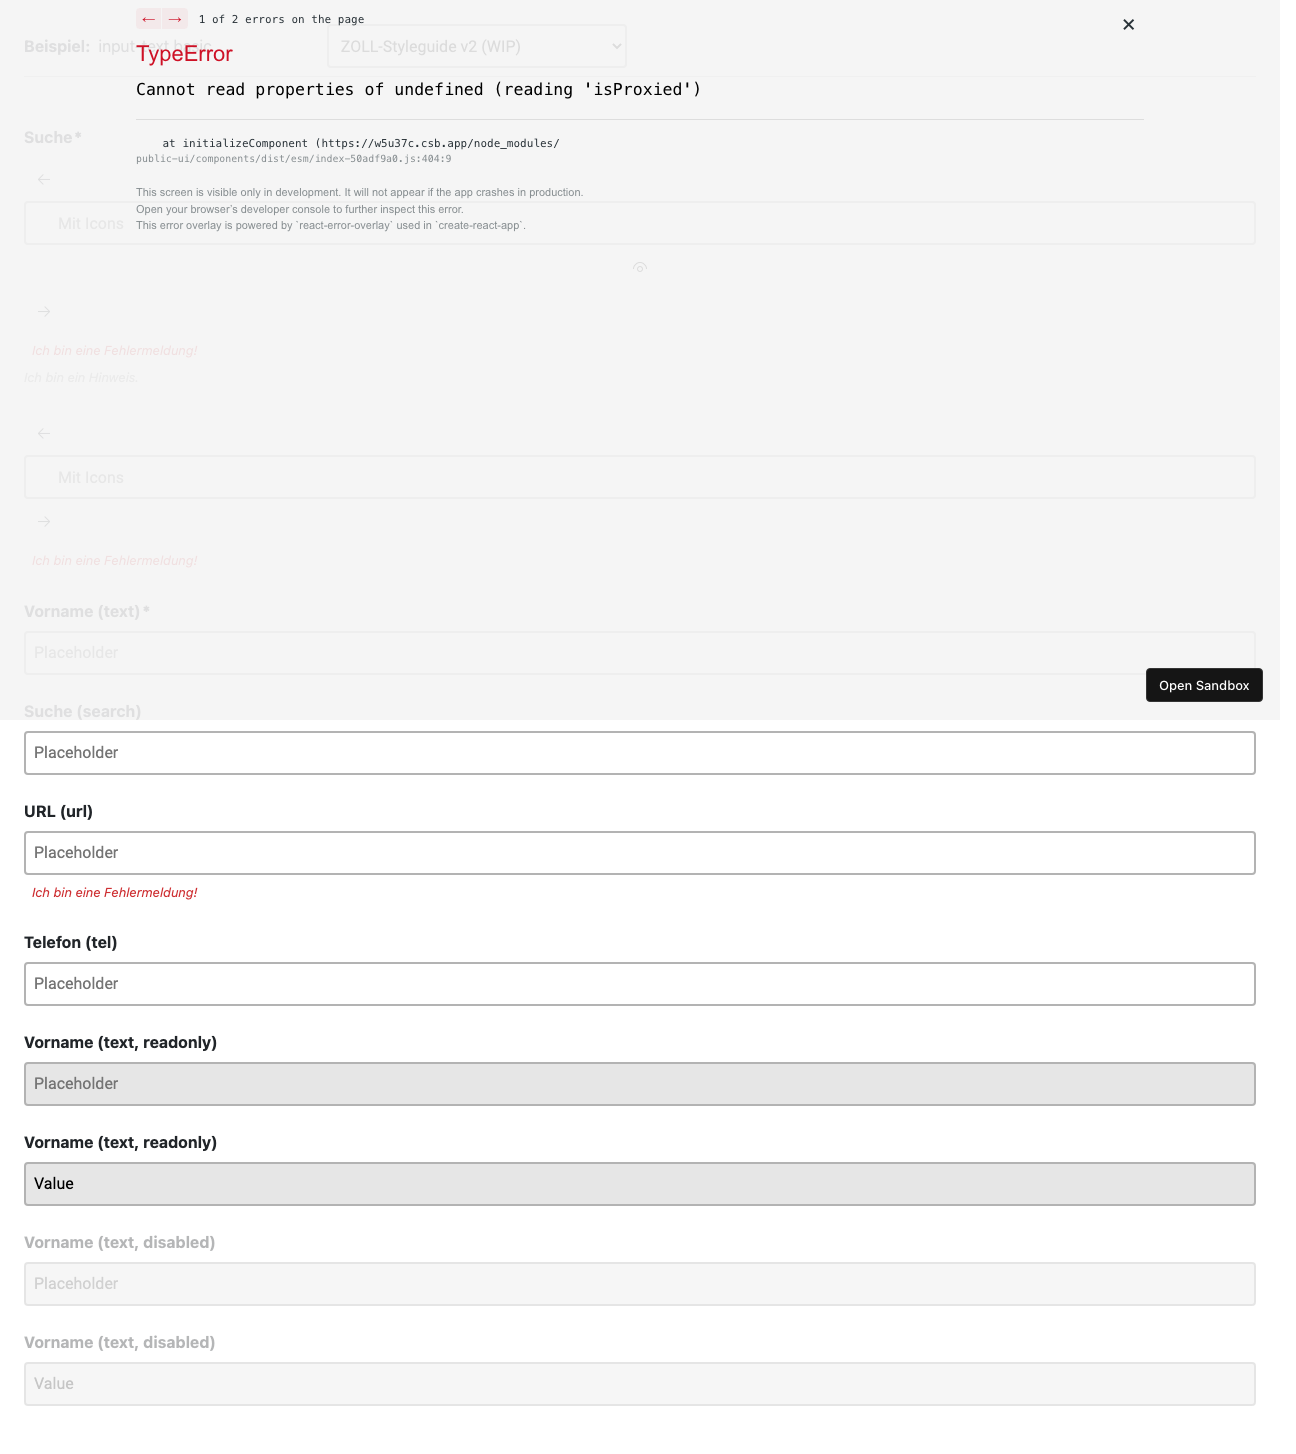 ← → 1 of 2 errors on the page
×
Beispiel: input-text basic
ZOLL-Styleguide v2 (WIP)
TypeError
Cannot read properties of undefined (reading 'isProxied')
Suche*
at initializeComponent (https://w5u37c.csb.app/node_modules/
public-ui/components/dist/esm/index-50adf9a0.js:404:9
←
This screen is visible only in development. It will not appear if the app crashes in production.
Open your browser’s developer console to further inspect this error.
This error overlay is powered by `react-error-overlay` used in `create-react-app`.
Mit Icons
→
Ich bin eine Fehlermeldung!
Ich bin ein Hinweis.
←
Mit Icons
→
Ich bin eine Fehlermeldung!
Vorname (text)*
Placeholder
Open Sandbox
Suche (search)
Placeholder
URL (url)
Placeholder
Ich bin eine Fehlermeldung!
Telefon (tel)
Placeholder
Vorname (text, readonly)
Placeholder
Vorname (text, readonly)
Value
Vorname (text, disabled)
Placeholder
Vorname (text, disabled)
Value